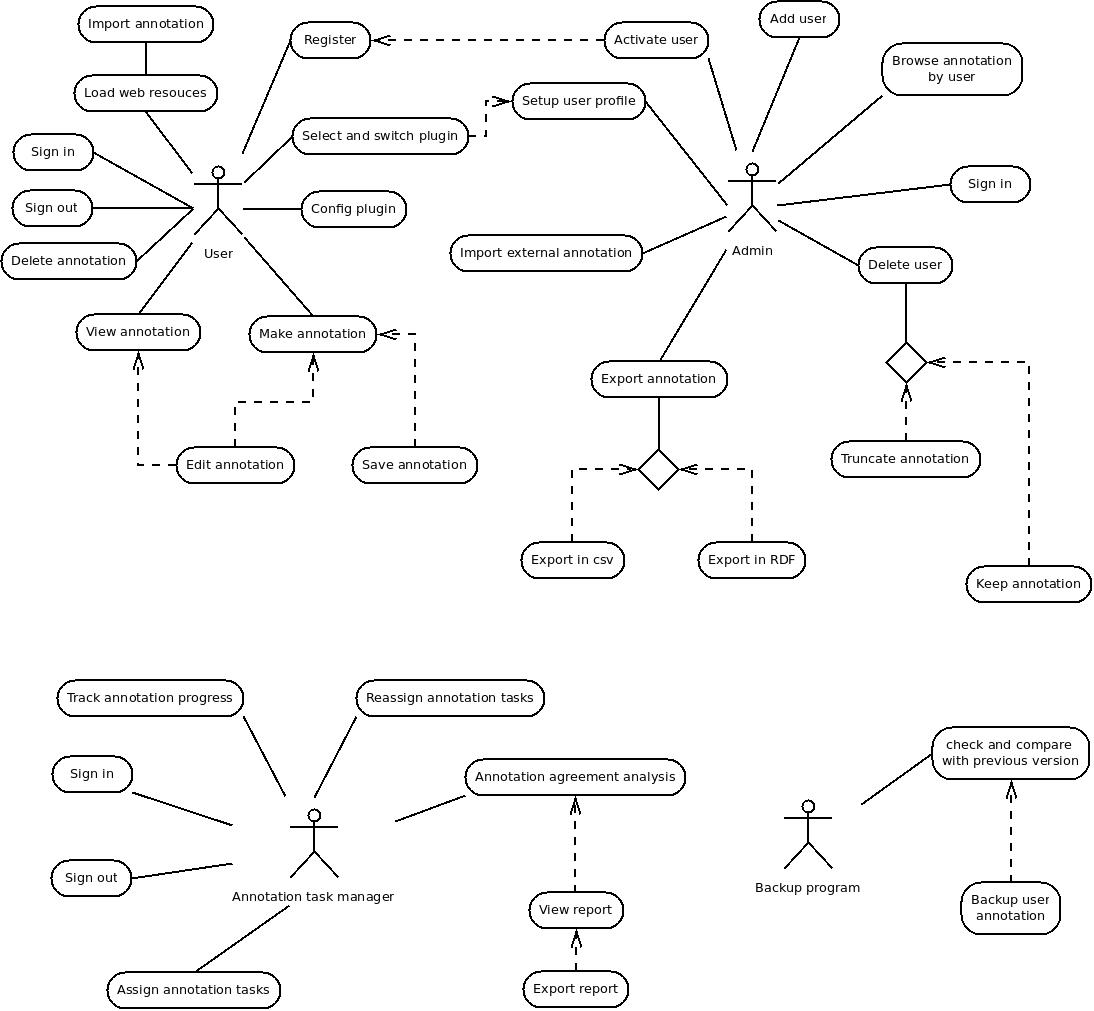 Import annotation
Register
Activate user
Add user
Browse annotation
by user
Load web resouces
Select and switch plugin
Setup user profile
Sign in
Sign in
Sign out
Config plugin
User
Admin
Delete annotation
Import external annotation
Delete user
View annotation
Make annotation
Export annotation
Edit annotation
Save annotation
Truncate annotation
Export in csv
Export in RDF
Keep annotation
Track annotation progress
Reassign annotation tasks
check and compare
with previous version
Sign in
Annotation agreement analysis
Sign out
Annotation task manager
Backup program
View report
Backup user
annotation
Assign annotation tasks
Export report